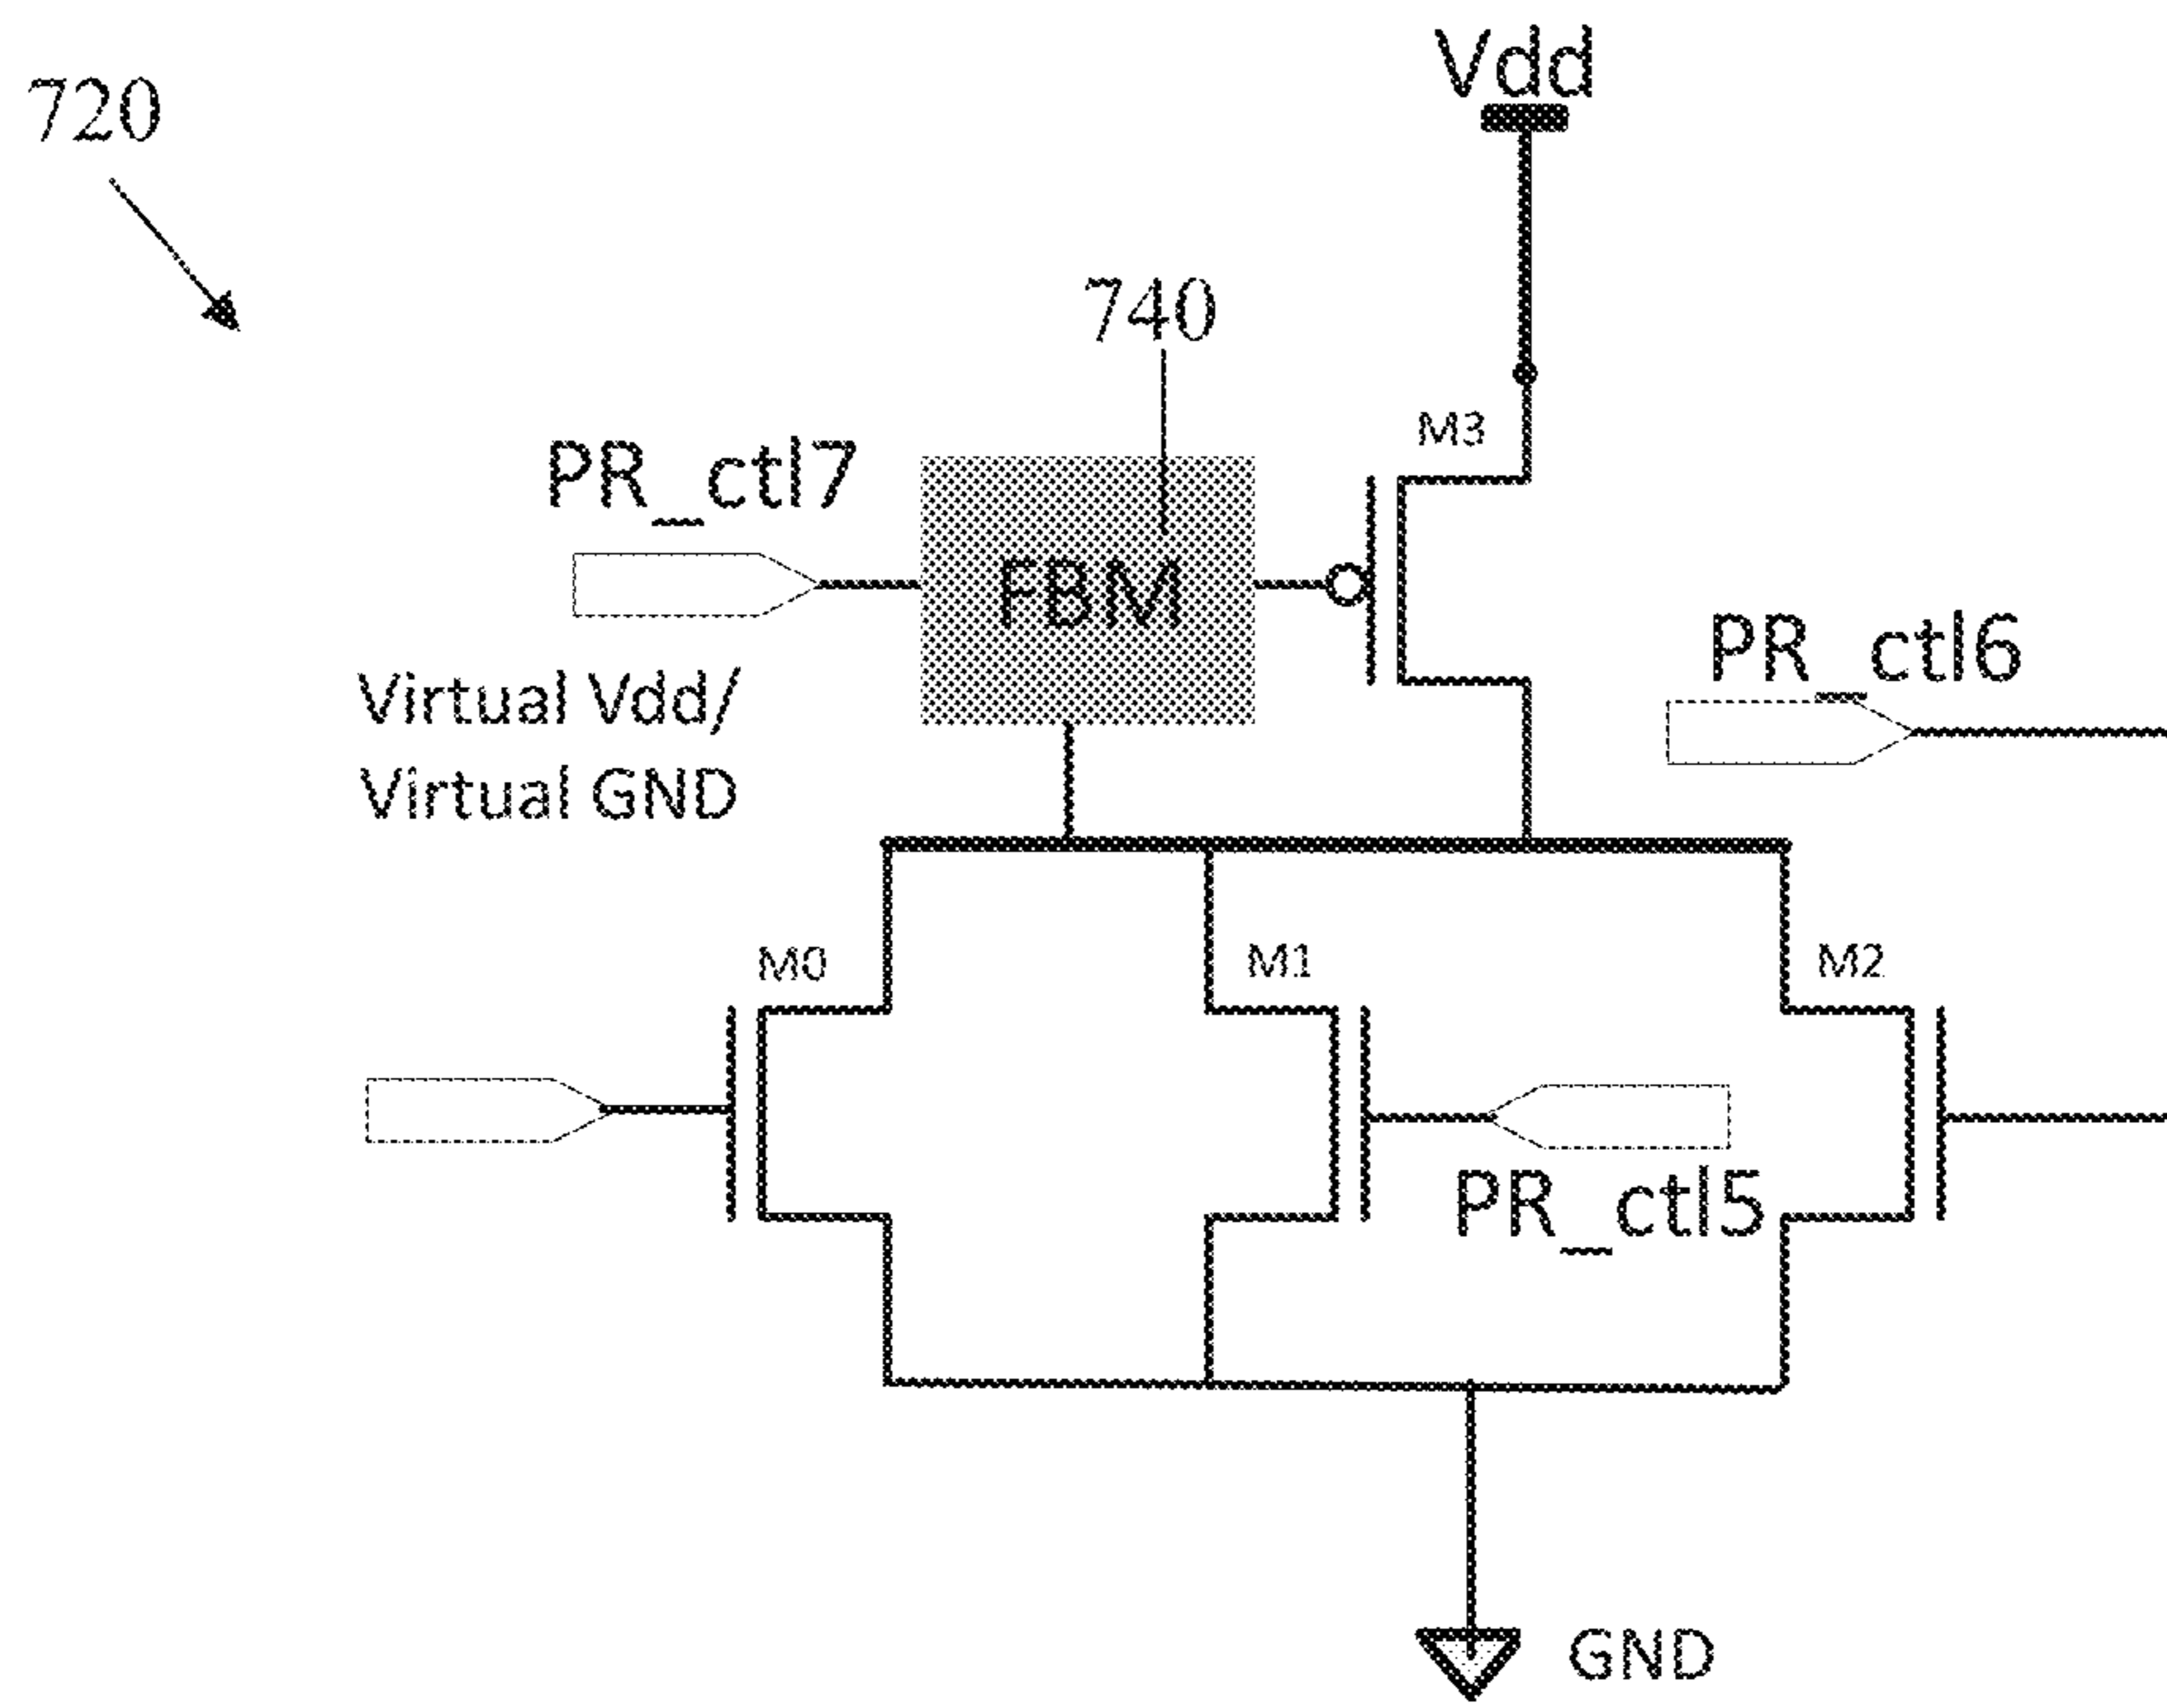 720
Vdd
740
M3
PR_ctl7
FBM
PR_ctl6
Virtual Vdd/
Virtual GND
M0
M1
M2
PR_ctl5
GND